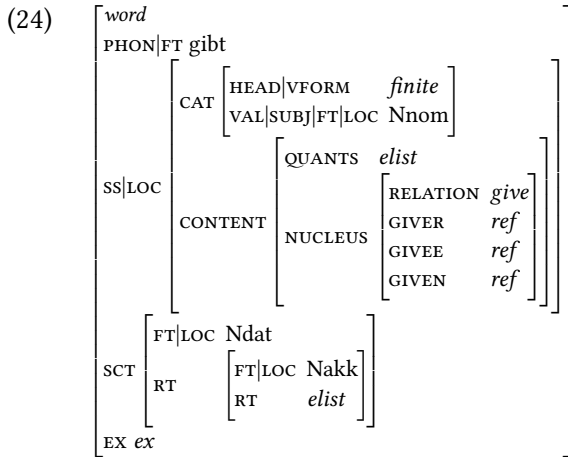 (24)
word
PHON|FT gibt
SS|LOC
CAT
HEAD|VFORM finite
VAL|SUBJ|FT|LOC Nnom
CONTENT
QUANTS elist
NUCLEUS
RELATION give
GIVER ref
GIVEE ref
GIVEN ref
SCT
FT|LOC Ndat
RT
FT|LOC Nakk
RT elist
EX ex